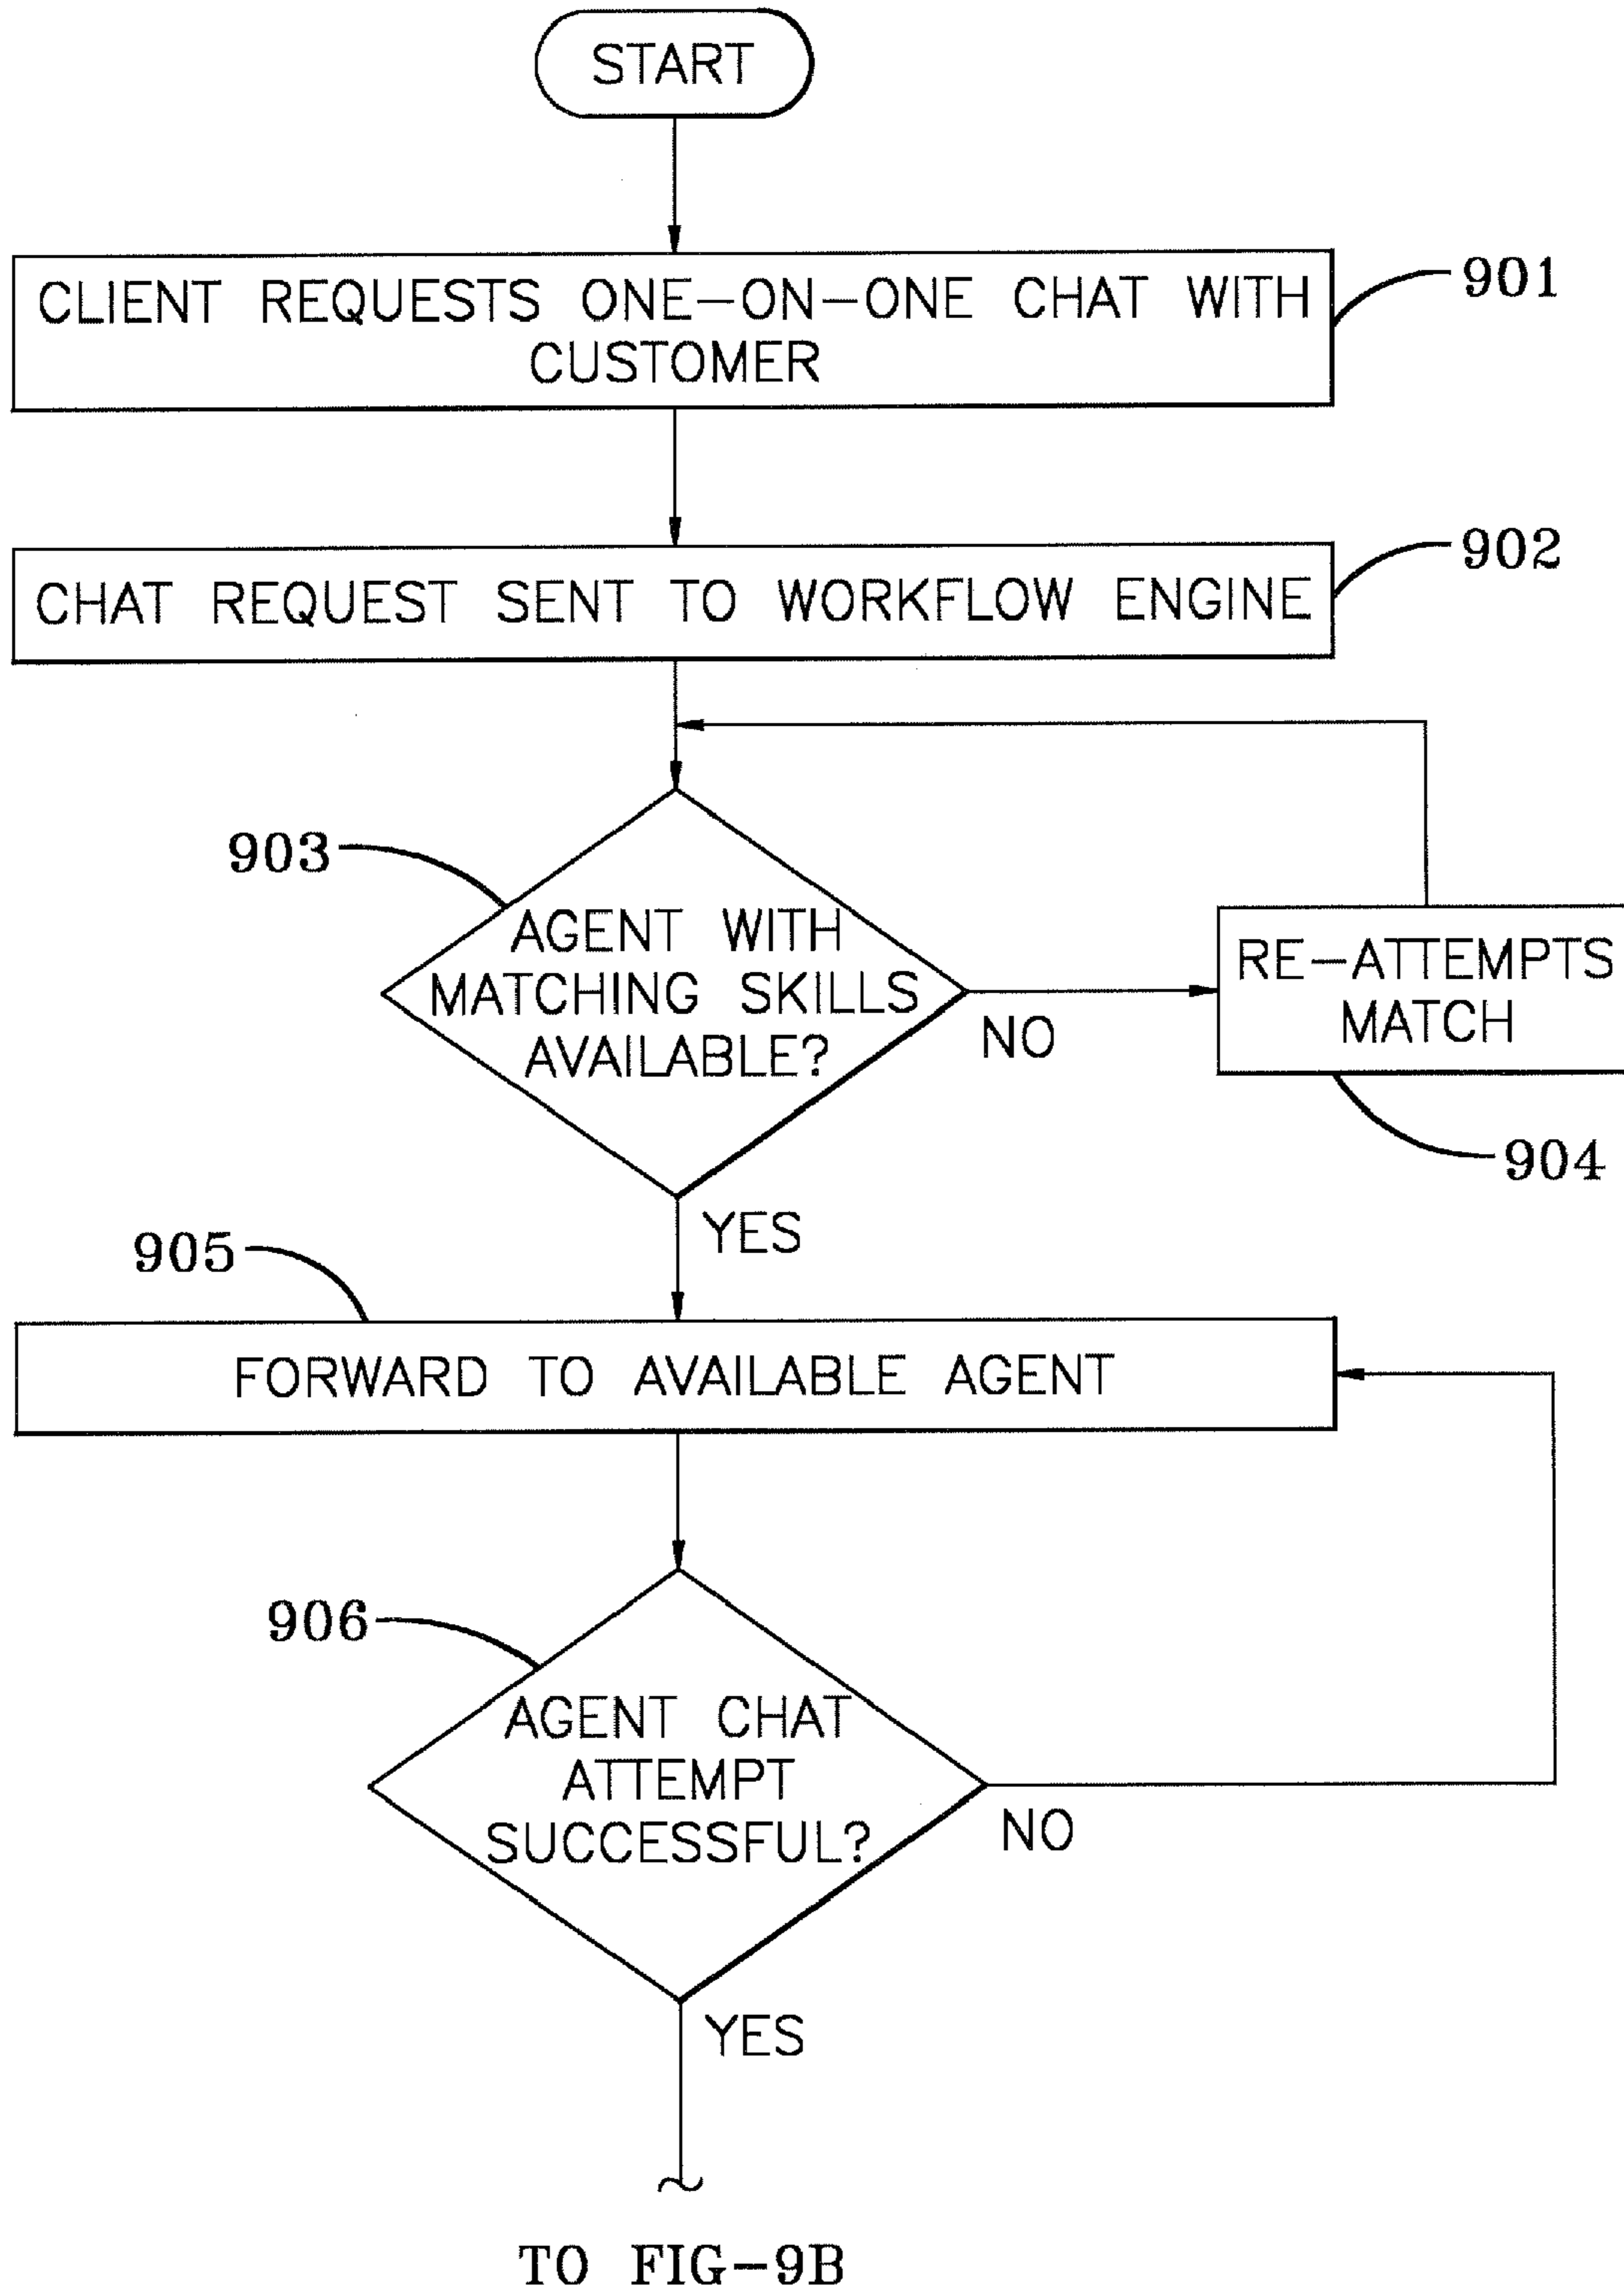 START
CLIENT REQUESTS ONE-ON-ONE CHAT WITH
CUSTOMER
901
CHAT REQUEST SENT TO WORKFLOW ENGINE
902
903
AGENT WITH
MATCHING SKILLS
AVAILABLE?
NO
RE-ATTEMPTS
MATCH
904
YES
905
FORWARD TO AVAILABLE AGENT
906
AGENT CHAT
ATTEMPT
SUCCESSFUL?
NO
YES
TO FIG-9B